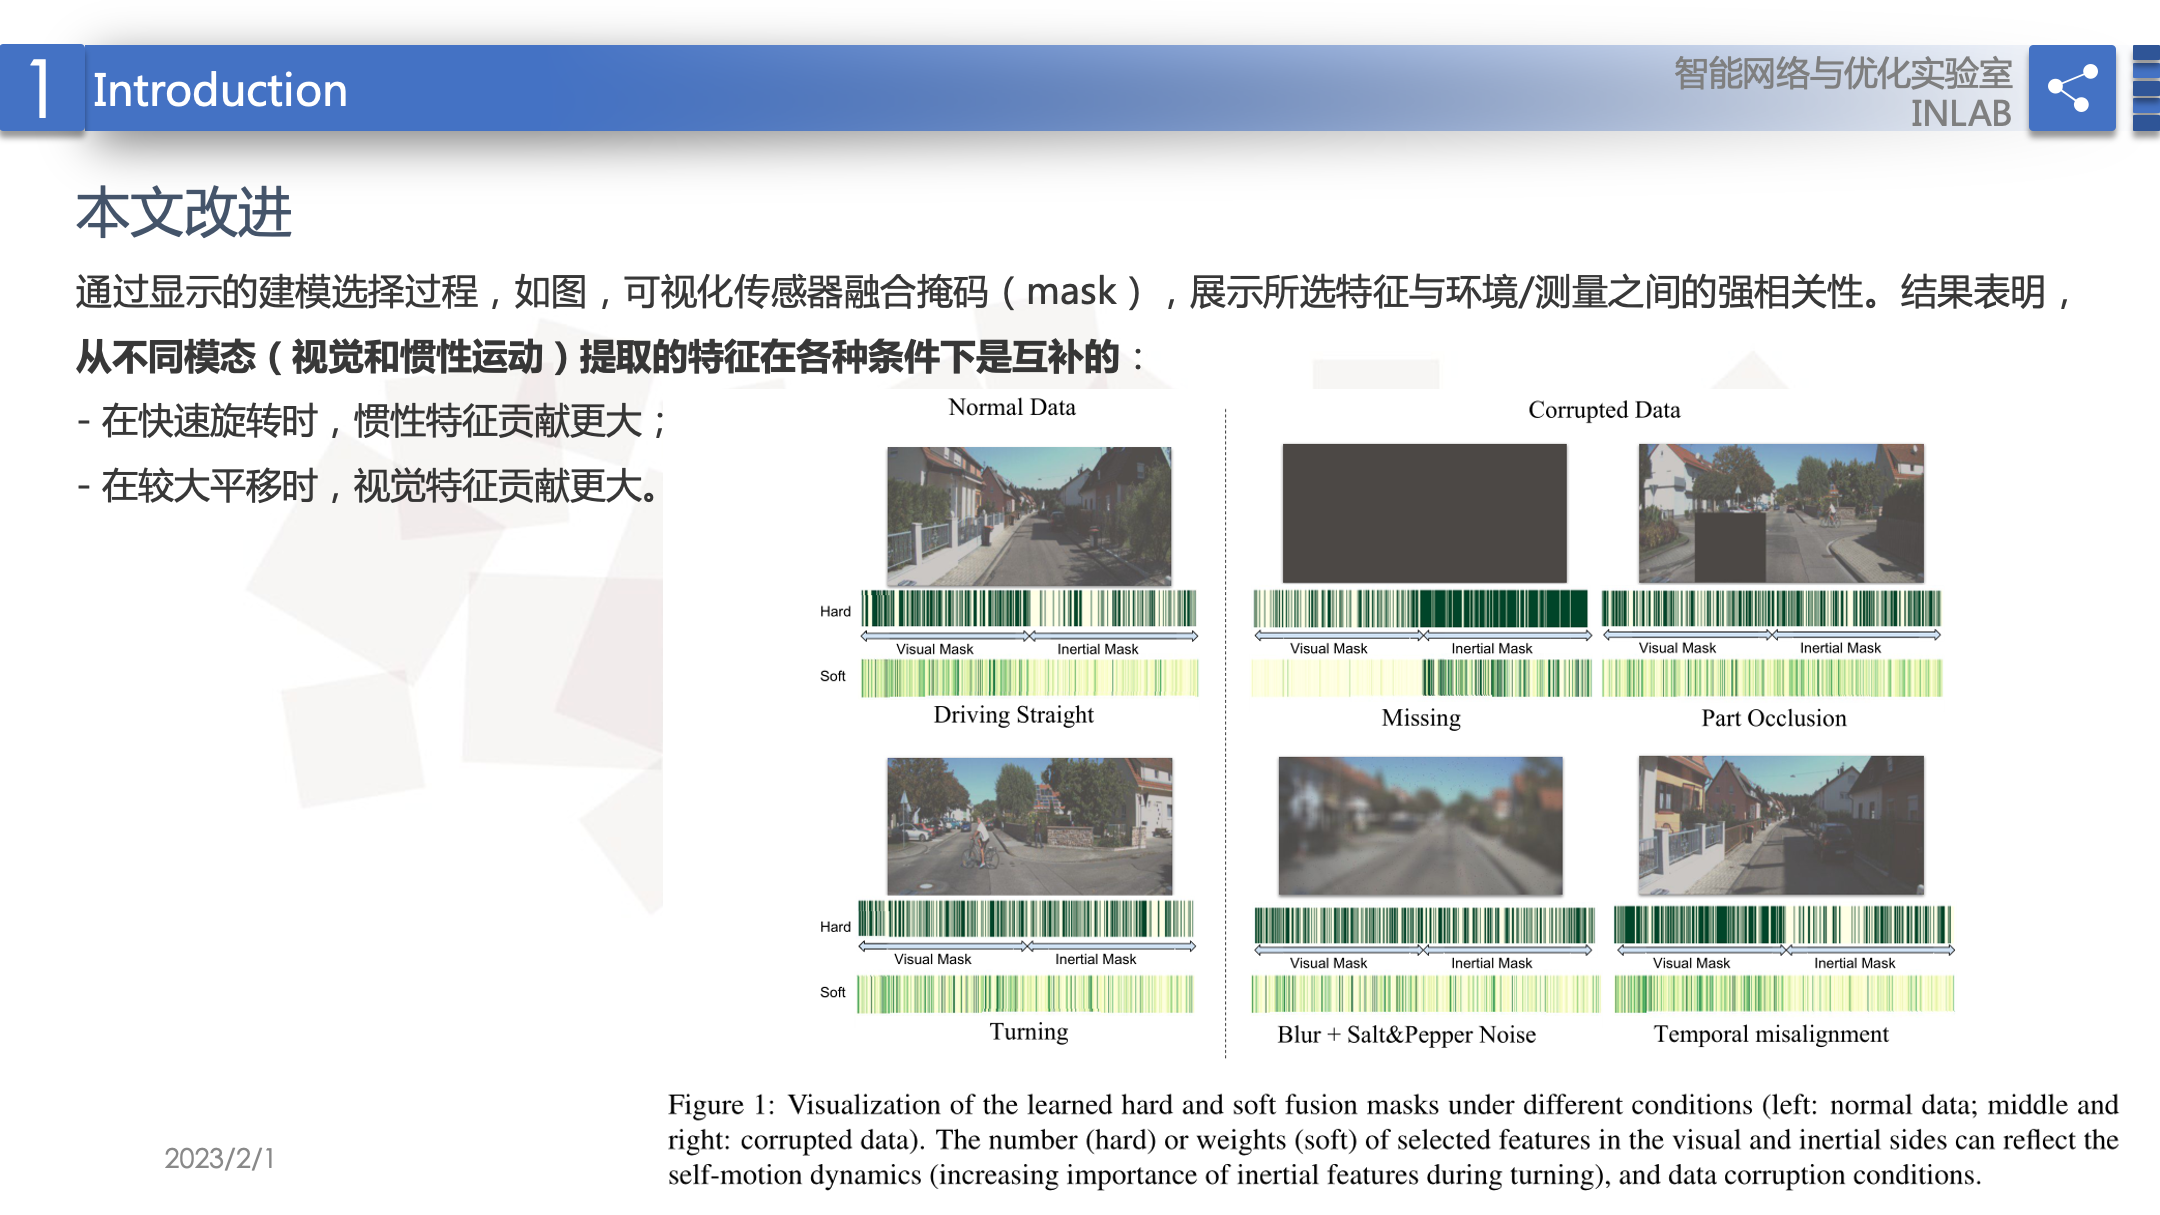 1 Introduction
智能网络与优化实验室
INLAB
本文改进
通过显示的建模选择过程，如图，可视化传感器融合掩码（mask），展示所选特征与环境/测量之间的强相关性。结果表明，
从不同模态（视觉和惯性运动）提取的特征在各种条件下是互补的：
- 在快速旋转时，惯性特征贡献更大；
- 在较大平移时，视觉特征贡献更大。
Normal Data
Corrupted Data
Hard
Visual Mask Inertial Mask
Visual Mask Inertial Mask
Visual Mask Inertial Mask
Soft
Driving Straight
Missing
Part Occlusion
Hard
Visual Mask Inertial Mask
Visual Mask Inertial Mask
Visual Mask Inertial Mask
Soft
Turning
Blur + Salt&Pepper Noise
Temporal misalignment
Figure 1: Visualization of the learned hard and soft fusion masks under different conditions (left: normal data; middle and
right: corrupted data). The number (hard) or weights (soft) of selected features in the visual and inertial sides can reflect the
self-motion dynamics (increasing importance of inertial features during turning), and data corruption conditions.
2023/2/1